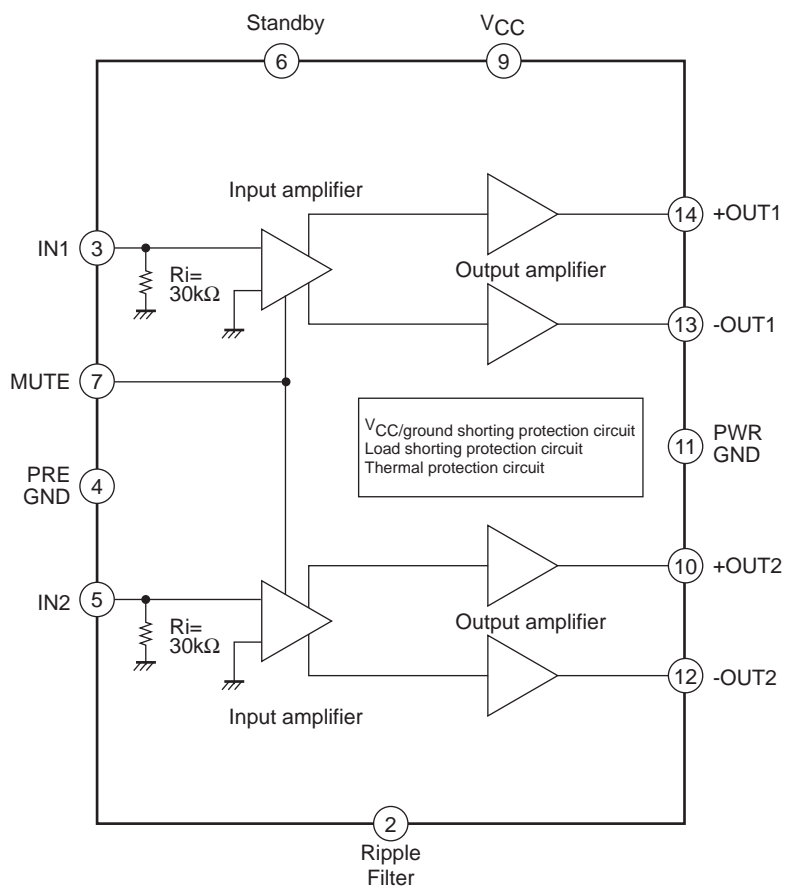 Standby
VCC
6
9
Input amplifier
14
+OUT1
IN1
3
Ri=
30kΩ
Output amplifier
13
-OUT1
MUTE
7
VCC/ground shorting protection circuit
Load shorting protection circuit
Thermal protection circuit
11
PWR
GND
PRE
GND
4
10
+OUT2
IN2
5
Ri=
30kΩ
Output amplifier
12
-OUT2
Input amplifier
2
Ripple
Filter